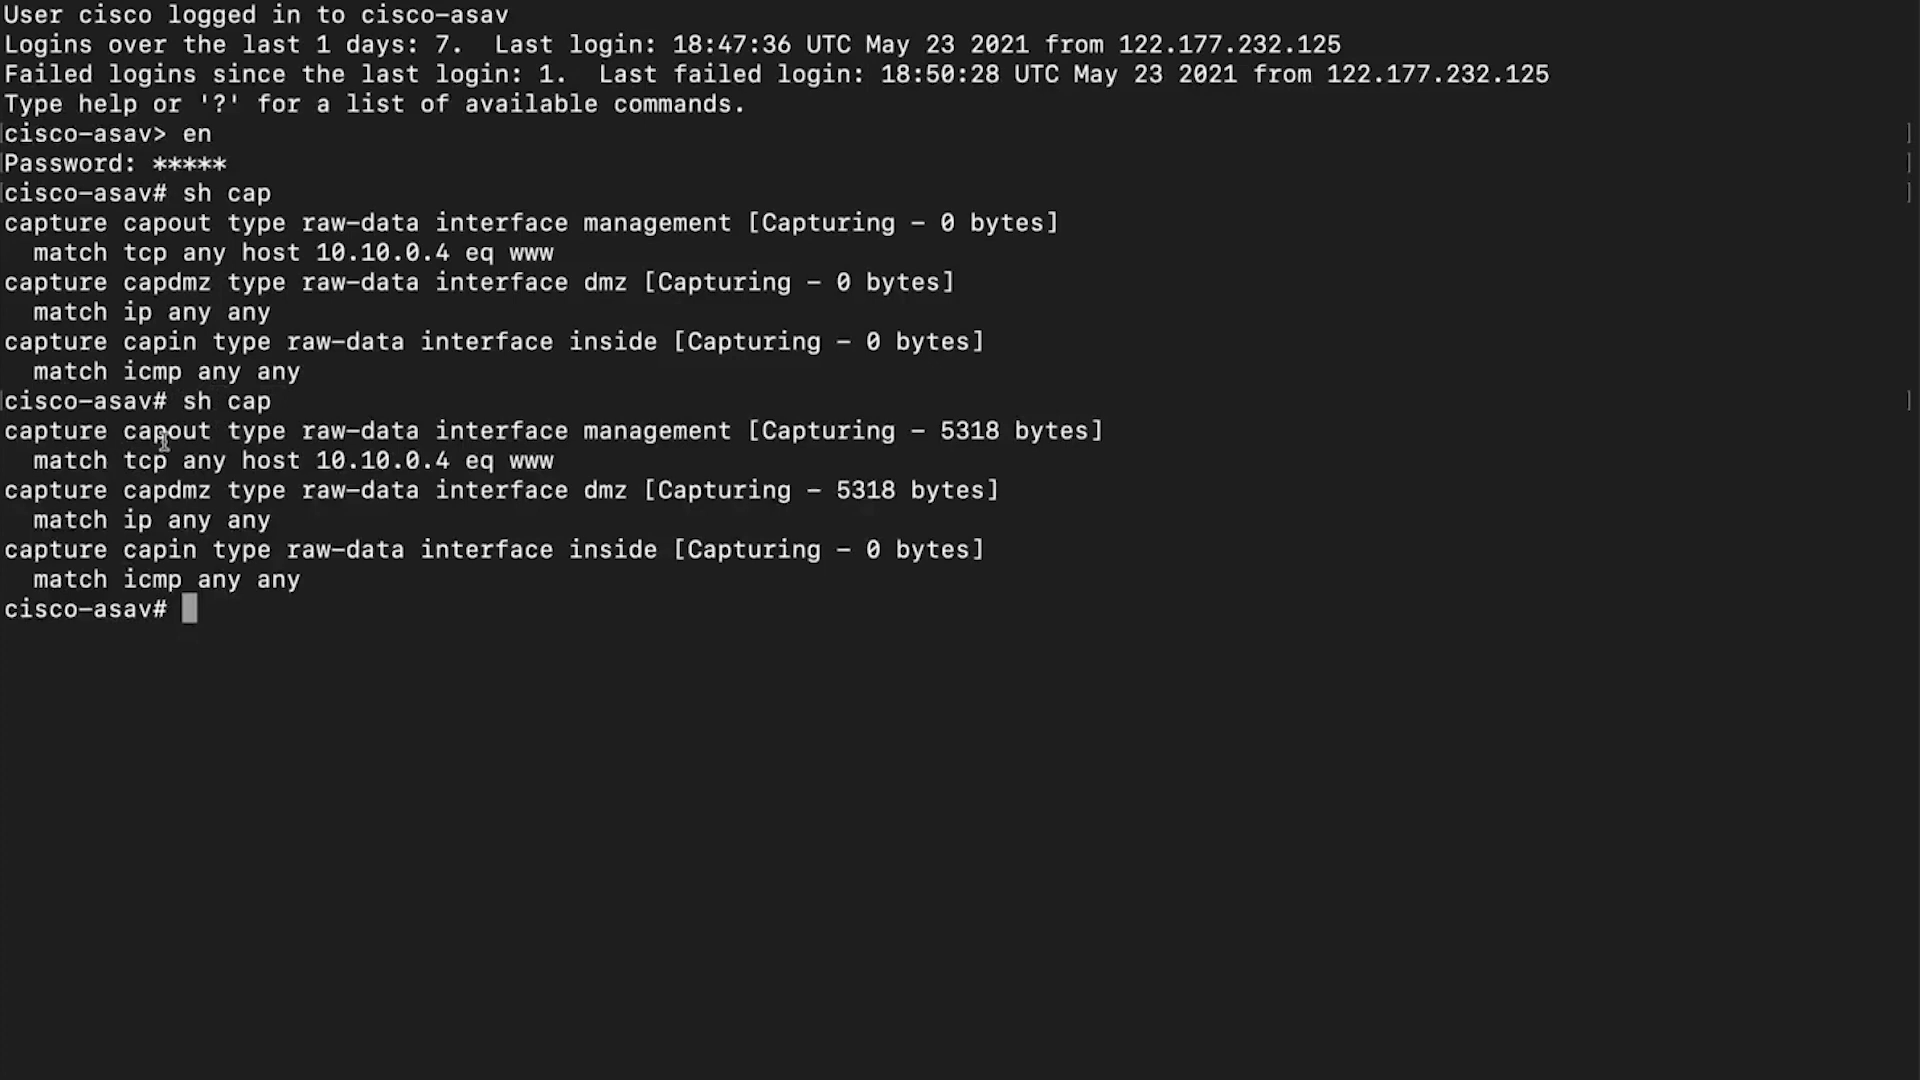 User cisco logged in to cisco-asav
Logins over the last 1 days: 7.  Last login: 18:47:36 UTC May 23 2021 from 122.177.232.125
Failed logins since the last login: 1.  Last failed login: 18:50:28 UTC May 23 2021 from 122.177.232.125
Type help or '?' for a list of available commands.
cisco-asav> en
Password: *****
cisco-asav# sh cap
capture capout type raw-data interface management [Capturing - 0 bytes]
  match tcp any host 10.10.0.4 eq www
capture capdmz type raw-data interface dmz [Capturing - 0 bytes]
  match ip any any
capture capin type raw-data interface inside [Capturing - 0 bytes]
  match icmp any any
cisco-asav# sh cap
capture capout type raw-data interface management [Capturing - 5318 bytes]
  match tcp any host 10.10.0.4 eq www
capture capdmz type raw-data interface dmz [Capturing - 5318 bytes]
  match ip any any
capture capin type raw-data interface inside [Capturing - 0 bytes]
  match icmp any any
cisco-asav#